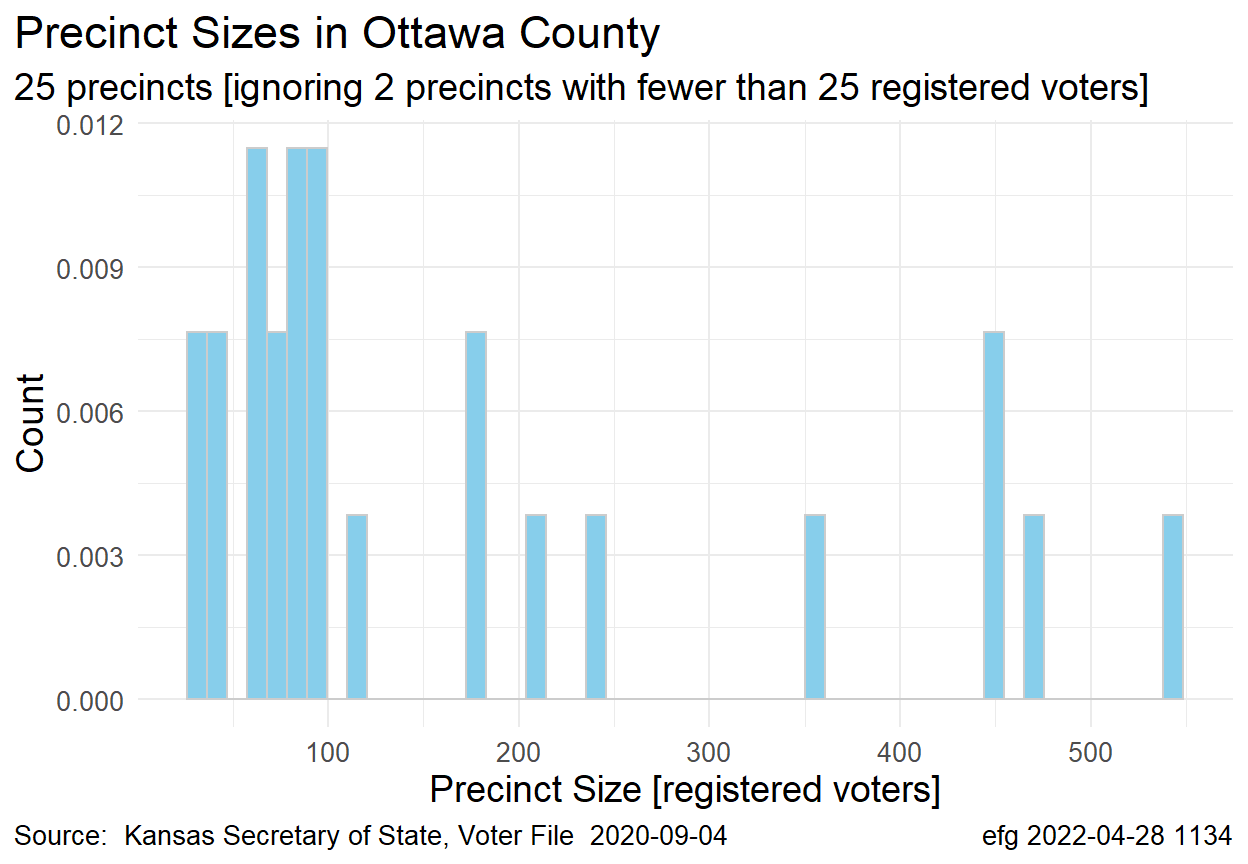 Precinct Sizes in Ottawa County
25 precincts [ignoring 2 precincts with fewer than 25 registered voters]
0.012
0.009
0.006
0.003
0.000
Count
100 200 300 400 500
Precinct Size [registered voters]
Source:  Kansas Secretary of State, Voter File  2020-09-04 efg 2022-04-28 1134